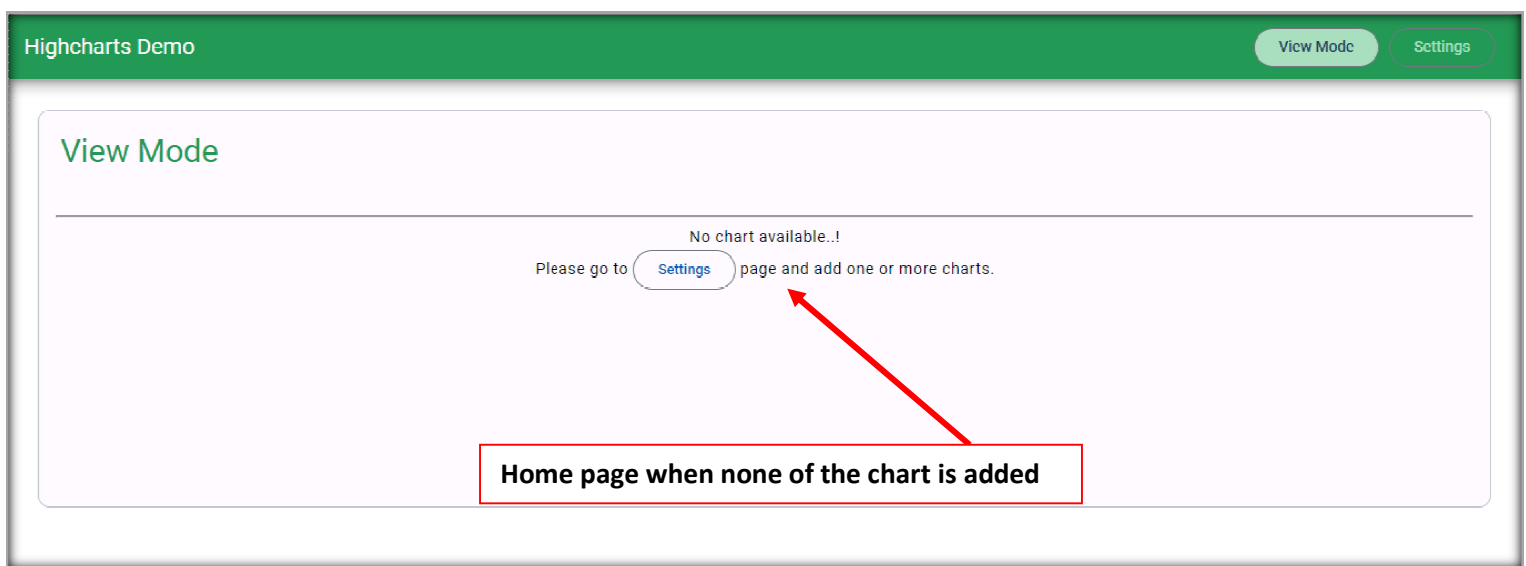 Highcharts Demo
View Mode
Settings
View Mode
No chart available..!
Please go to Settings page and add one or more charts.
Home page when none of the chart is added